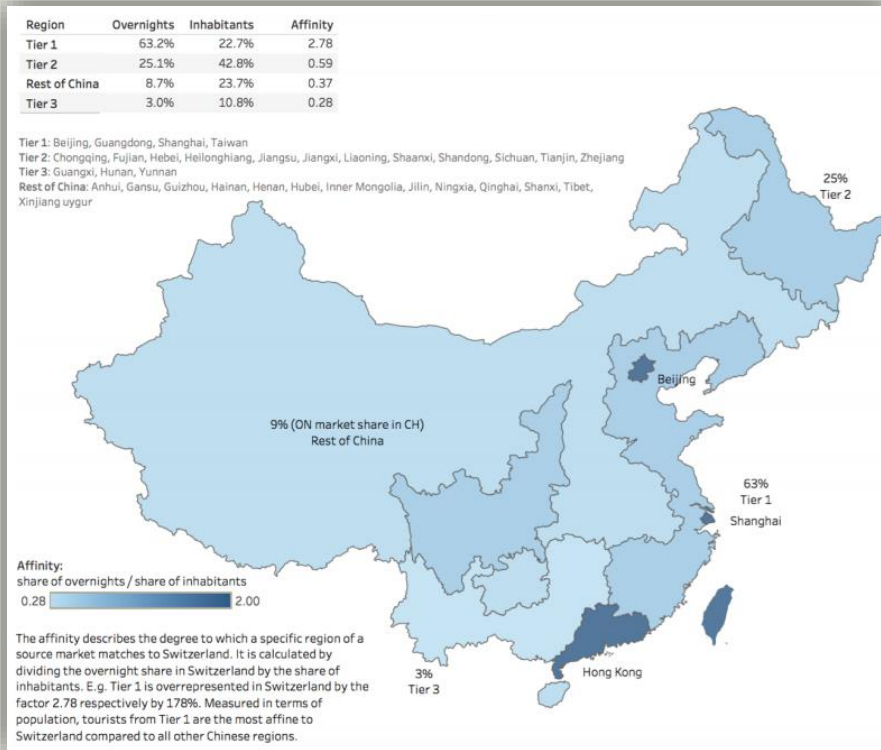 Region Overnights Inhabitants Affinity
Tier 1 63.2% 22.7% 2.78
Tier 2 25.1% 42.8% 0.59
Rest of China 8.7% 23.7% 0.37
Tier 3 3.0% 10.8% 0.28
Tier 1: Beijing, Guangdong, Shanghai, Taiwan
Tier 2: Chongqing, Fujian, Hebei, Heilonghiang, Jiangsu, Jiangxi, Liaoning, Shaanxi, Shandong, Sichuan, Tianjin, Zhejiang
Tier 3: Guangxi, Hunan, Yunnan
Rest of China: Anhui, Gansu, Guizhou, Hainan, Henan, Hubei, Inner Mongolia, Jilin, Ningxia, Qinghai, Shanxi, Tibet,
Xinjiang uygur
25%
Tier 2
Beijing
9% (ON market share in CH)
Rest of China
63%
Tier 1
Shanghai
Affinity:
share of overnights / share of inhabitants
0.28 2.00
The affinity describes the degree to which a specific region of a
source market matches to Switzerland. It is calculated by
dividing the overnight share in Switzerland by the share of
inhabitants. E.g. Tier 1 is overrepresented in Switzerland by the
factor 2.78 respectively by 178%. Measured in terms of
population, tourists from Tier 1 are the most affine to
Switzerland compared to all other Chinese regions.
3%
Tier 3
Hong Kong